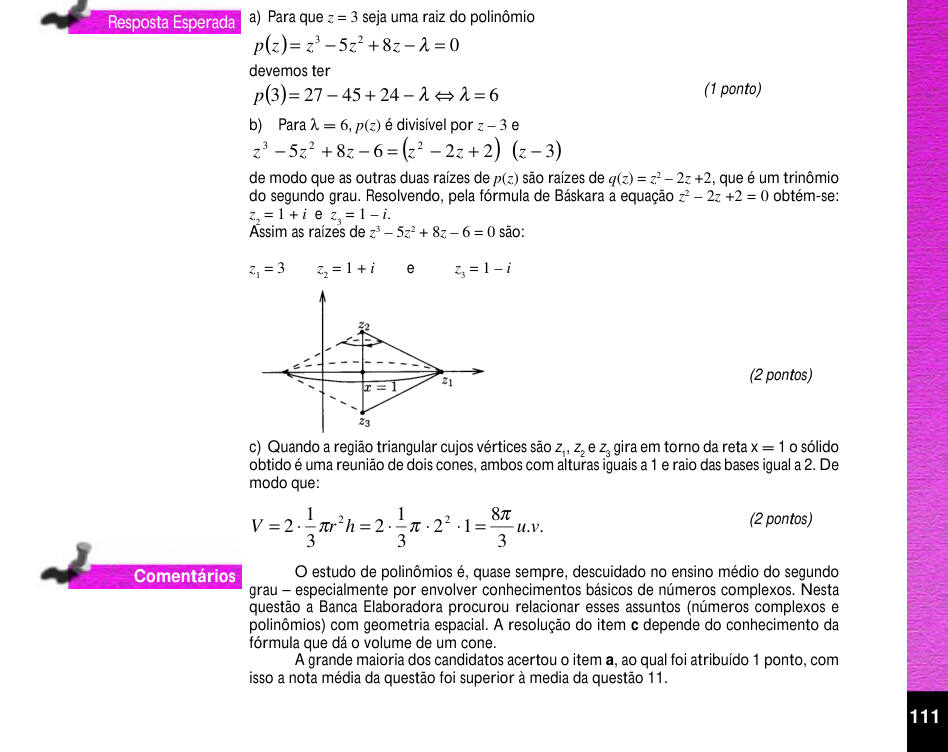 Resposta Esperada
a) Para que z = 3 seja uma raiz do polinômio
p(z) = z³ – 5z² + 8z – λ = 0
devemos ter
p(3) = 27 – 45 + 24 – λ ⇔ λ = 6
(1 ponto)
b) Para λ = 6, p(z) é divisível por z – 3 e
z³ – 5z² + 8z – 6 = (z² – 2z + 2) (z – 3)
de modo que as outras duas raízes de p(z) são raízes de q(z) = z² – 2z +2, que é um trinômio
do segundo grau. Resolvendo, pela fórmula de Báskara a equação z² – 2z +2 = 0 obtém-se:
z₂ = 1 + i e z₃ = 1 – i.
Assim as raízes de z³ – 5z² + 8z – 6 = 0 são:
z₁ = 3 z₂ = 1 + i e z₃ = 1 – i
z₂
x = 1
z₁
z₃
(2 pontos)
c) Quando a região triangular cujos vértices são z₁, z₂ e z₃ gira em torno da reta x = 1 o sólido
obtido é uma reunião de dois cones, ambos com alturas iguais a 1 e raio das bases igual a 2. De
modo que:
V = 2 · 1/3 πr²h = 2 · 1/3 π · 2² · 1 = 8π/3 u.v.
(2 pontos)
Comentários
O estudo de polinômios é, quase sempre, descuidado no ensino médio do segundo
grau – especialmente por envolver conhecimentos básicos de números complexos. Nesta
questão a Banca Elaboradora procurou relacionar esses assuntos (números complexos e
polinômios) com geometria espacial. A resolução do item c depende do conhecimento da
fórmula que dá o volume de um cone.
A grande maioria dos candidatos acertou o item a, ao qual foi atribuído 1 ponto, com
isso a nota média da questão foi superior à media da questão 11.
111